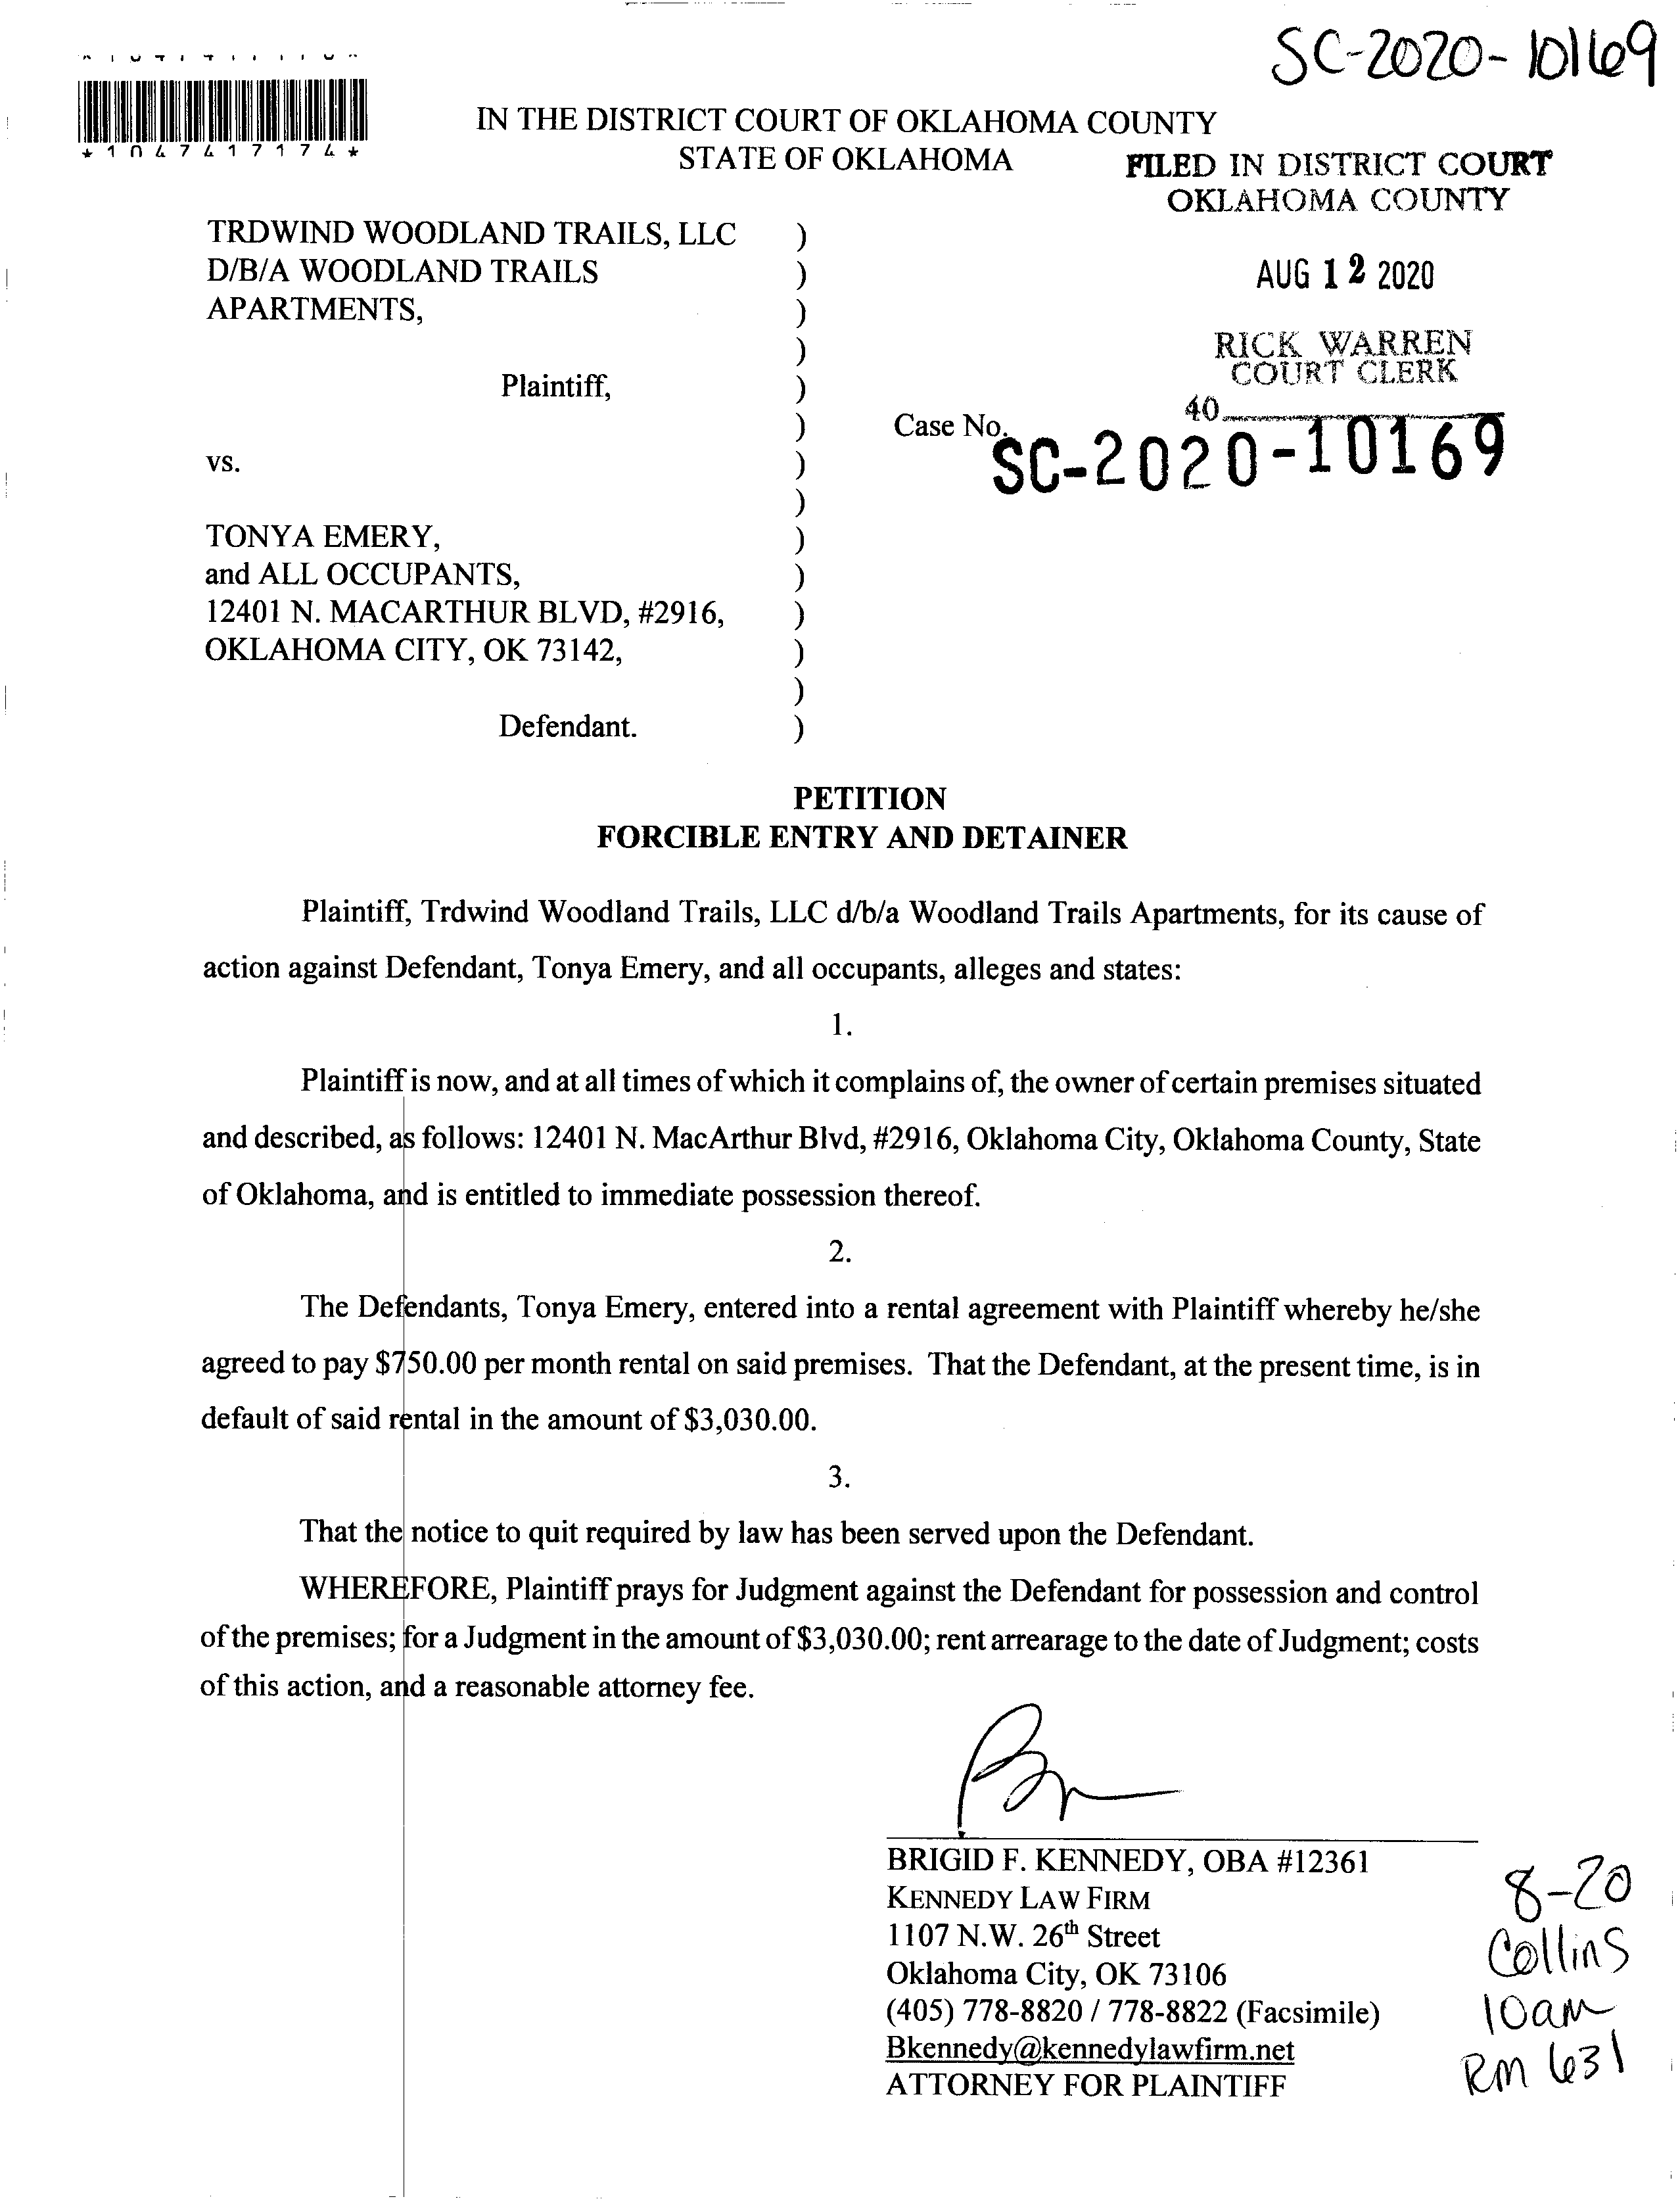 SC-2020-10169
*1047417174*
IN THE DISTRICT COURT OF OKLAHOMA COUNTY
STATE OF OKLAHOMA
FILED IN DISTRICT COURT
OKLAHOMA COUNTY
AUG 12 2020
RICK WARREN
COURT CLERK
40
TRDWIND WOODLAND TRAILS, LLC )
D/B/A WOODLAND TRAILS )
APARTMENTS, )
)
Plaintiff, )
) Case No. SC-2020-10169
vs. )
)
TONYA EMERY, )
and ALL OCCUPANTS, )
12401 N. MACARTHUR BLVD, #2916, )
OKLAHOMA CITY, OK 73142, )
)
Defendant. )
PETITION
FORCIBLE ENTRY AND DETAINER
Plaintiff, Trdwind Woodland Trails, LLC d/b/a Woodland Trails Apartments, for its cause of
action against Defendant, Tonya Emery, and all occupants, alleges and states:
1.
Plaintiff is now, and at all times of which it complains of, the owner of certain premises situated
and described, as follows: 12401 N. MacArthur Blvd, #2916, Oklahoma City, Oklahoma County, State
of Oklahoma, and is entitled to immediate possession thereof.
2.
The Defendants, Tonya Emery, entered into a rental agreement with Plaintiff whereby he/she
agreed to pay $750.00 per month rental on said premises. That the Defendant, at the present time, is in
default of said rental in the amount of $3,030.00.
3.
That the notice to quit required by law has been served upon the Defendant.
WHEREFORE, Plaintiff prays for Judgment against the Defendant for possession and control
of the premises; for a Judgment in the amount of $3,030.00; rent arrearage to the date of Judgment; costs
of this action, and a reasonable attorney fee.
BRIGID F. KENNEDY, OBA #12361
KENNEDY LAW FIRM
1107 N.W. 26th Street
Oklahoma City, OK 73106
(405) 778-8820 / 778-8822 (Facsimile)
Bkennedy@kennedylawfirm.net
ATTORNEY FOR PLAINTIFF
8-20
Collins
10am
Rm 631